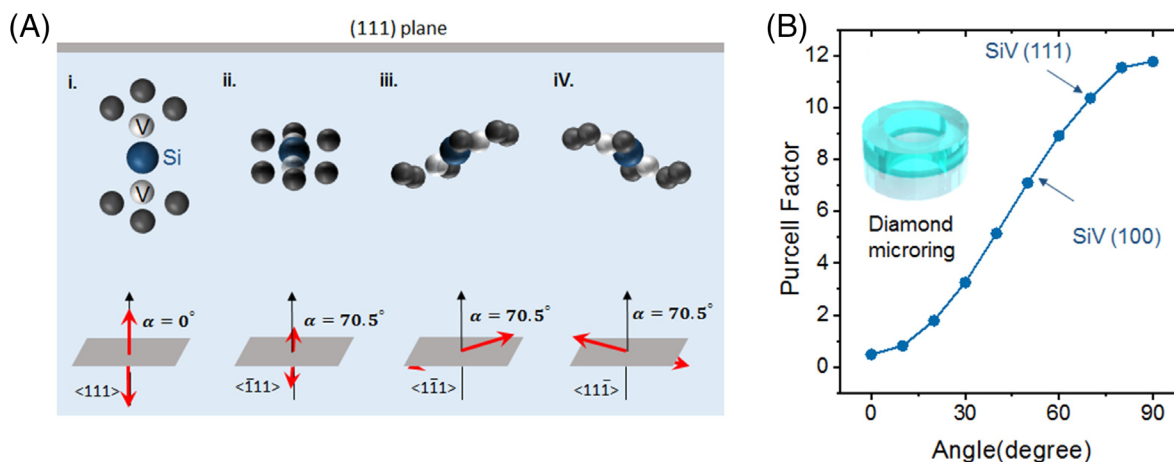 (A)
(111) plane
i.
ii.
iii.
iV.
V
Si
V
α = 0°
α = 70.5°
α = 70.5°
α = 70.5°
<111>
<1̅11>
<11̅1>
<111̅>
(B)
12
10
8
6
4
2
0
Purcell Factor
SiV (111)
SiV (100)
Diamond
microring
0
30
60
90
Angle(degree)